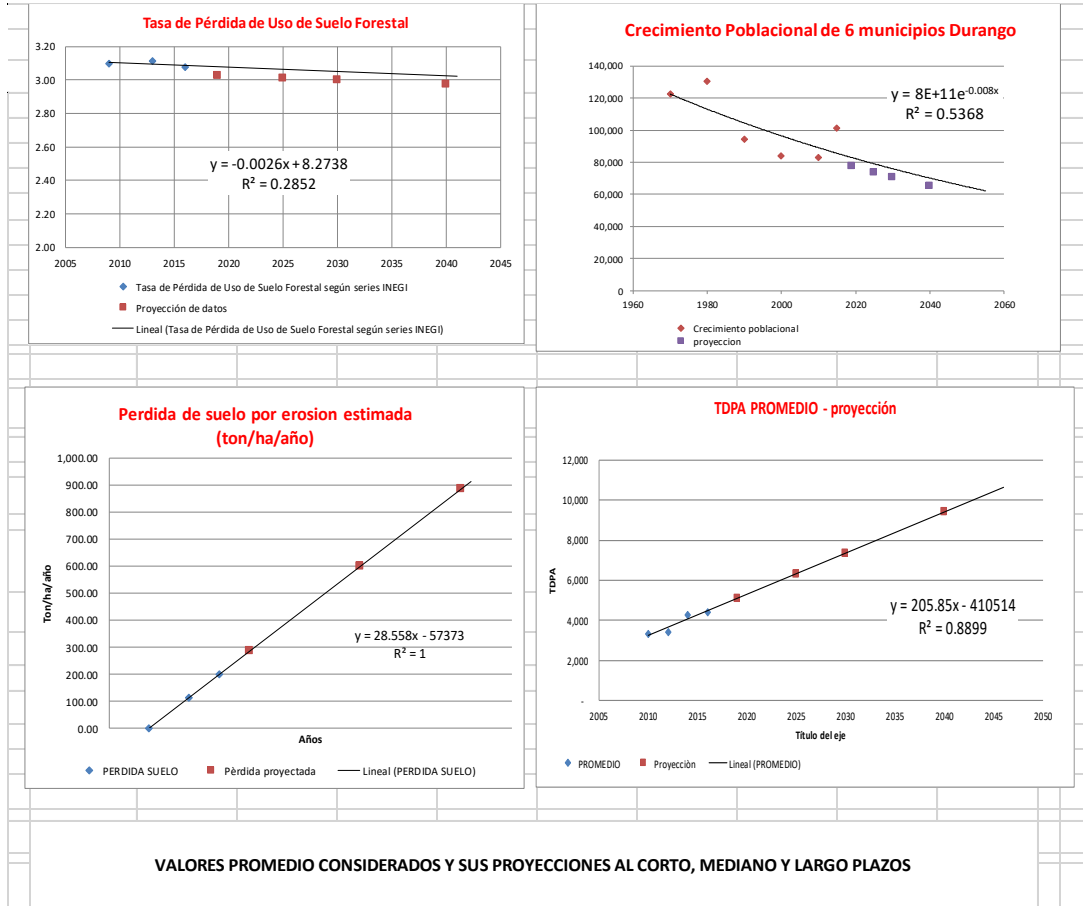 Tasa de Pérdida de Uso de Suelo Forestal
3.20
3.00
2.80
2.60
2.40
2.20
2.00
y = -0.0026x + 8.2738
R² = 0.2852
2005 2010 2015 2020 2025 2030 2035 2040 2045
Tasa de Pérdida de Uso de Suelo Forestal según series INEGI
Proyección de datos
Lineal (Tasa de Pérdida de Uso de Suelo Forestal según series INEGI)
Crecimiento Poblacional de 6 municipios Durango
140,000
120,000
100,000
80,000
60,000
40,000
20,000
0
y = 8E+11e^-0.008x
R² = 0.5368
1960 1980 2000 2020 2040 2060
Crecimiento poblacional
proyeccion
Perdida de suelo por erosion estimada
(ton/ha/año)
Ton/ha/año
1,000.00
900.00
800.00
700.00
600.00
500.00
400.00
300.00
200.00
100.00
0.00
y = 28.558x - 57373
R² = 1
Años
PERDIDA SUELO Pèrdida proyectada Lineal (PERDIDA SUELO)
TDPA PROMEDIO - proyección
TDPA
12,000
10,000
8,000
6,000
4,000
2,000
-
y = 205.85x - 410514
R² = 0.8899
2005 2010 2015 2020 2025 2030 2035 2040 2045 2050
Título del eje
PROMEDIO Proyecciòn Lineal (PROMEDIO)
VALORES PROMEDIO CONSIDERADOS Y SUS PROYECCIONES AL CORTO, MEDIANO Y LARGO PLAZOS